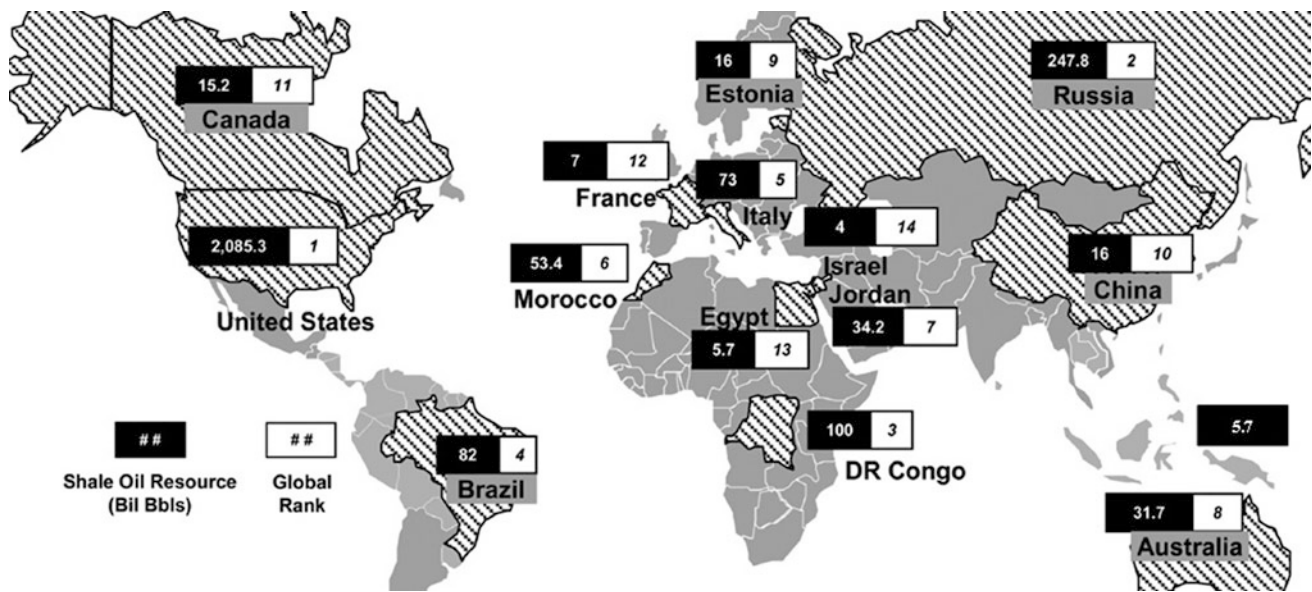 15.2 11
Canada
16 9
Estonia
247.8 2
Russia
7 12
France
73 5
Italy
2,085.3 1
United States
4 14
Israel
53.4 6
Morocco
16 10
China
Jordan
34.2 7
Egypt
5.7 13
100 3
DR Congo
82 4
Brazil
5.7
31.7 8
Australia
# # # #
Shale Oil Resource Global
(Bil Bbls) Rank